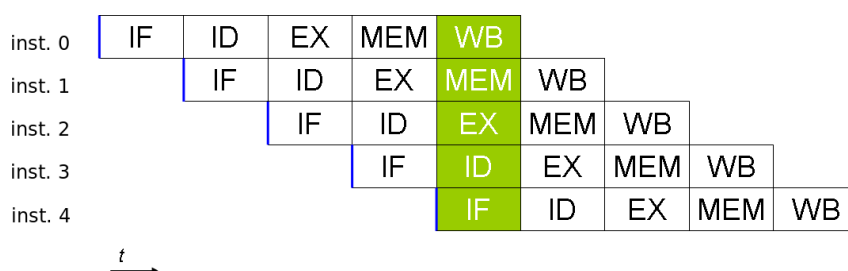 inst. 0 IF ID EX MEM WB
inst. 1 IF ID EX MEM WB
inst. 2 IF ID EX MEM WB
inst. 3 IF ID EX MEM WB
inst. 4 IF ID EX MEM WB
t